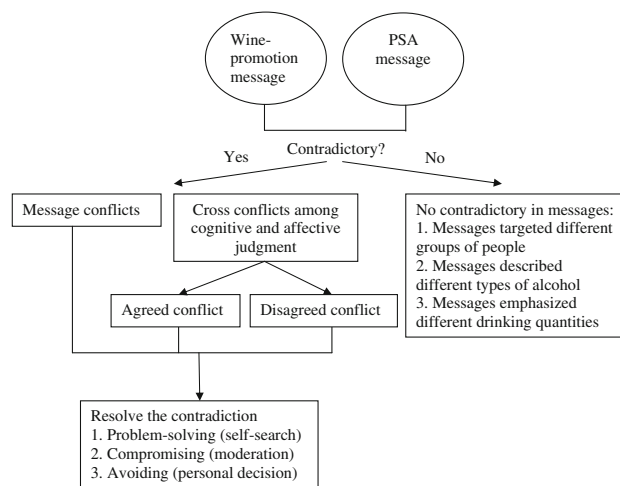 Wine-
promotion
message
PSA
message
Contradictory?
Yes
No
Message conflicts
Cross conflicts among
cognitive and affective
judgment
No contradictory in messages:
1. Messages targeted different
groups of people
2. Messages described
different types of alcohol
3. Messages emphasized
different drinking quantities
Agreed conflict
Disagreed conflict
Resolve the contradiction
1. Problem-solving (self-search)
2. Compromising (moderation)
3. Avoiding (personal decision)